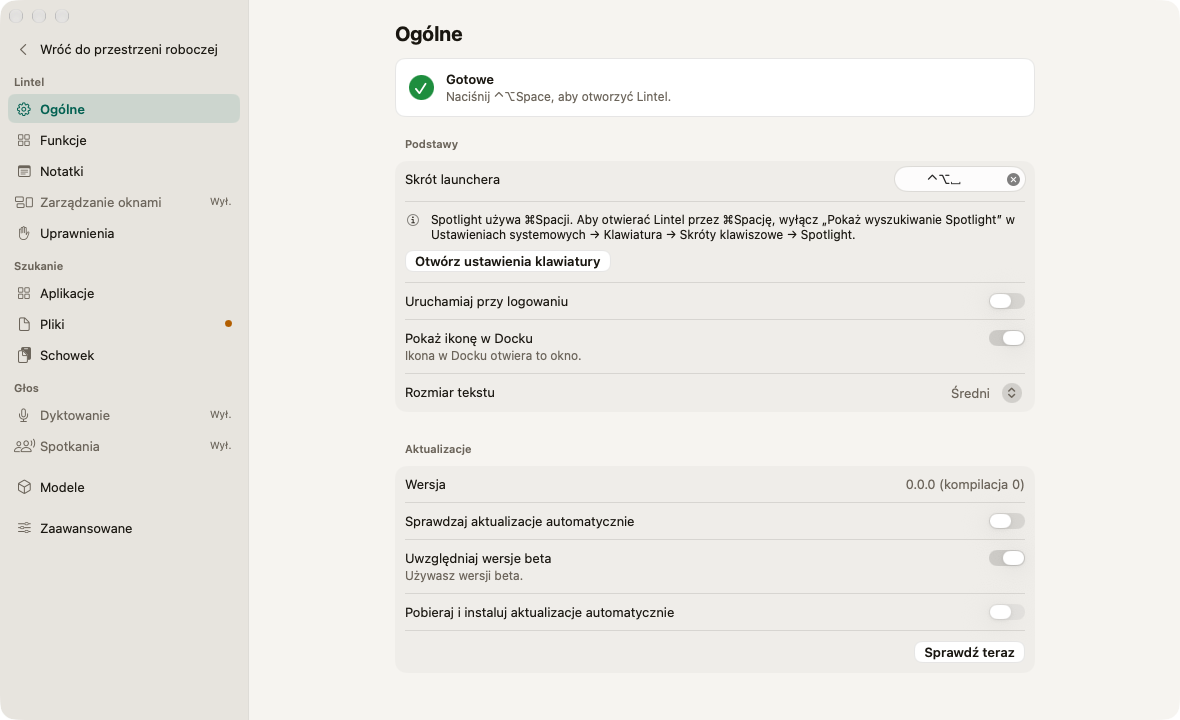 Wróć do przestrzeni roboczej
Lintel
Ogólne
Funkcje
Notatki
Zarządzanie oknami Wył.
Uprawnienia
Szukanie
Aplikacje
Pliki
Schowek
Głos
Dyktowanie Wył.
Spotkania Wył.
Modele
Zaawansowane
Ogólne
Gotowe
Naciśnij ⌃⌥Space, aby otworzyć Lintel.
Podstawy
Skrót launchera ⌃⌥⎵
Spotlight używa ⌘Spacji. Aby otwierać Lintel przez ⌘Spację, wyłącz „Pokaż wyszukiwanie Spotlight” w
Ustawieniach systemowych → Klawiatura → Skróty klawiszowe → Spotlight.
Otwórz ustawienia klawiatury
Uruchamiaj przy logowaniu
Pokaż ikonę w Docku
Ikona w Docku otwiera to okno.
Rozmiar tekstu Średni
Aktualizacje
Wersja 0.0.0 (kompilacja 0)
Sprawdzaj aktualizacje automatycznie
Uwzględniaj wersje beta
Używasz wersji beta.
Pobieraj i instaluj aktualizacje automatycznie
Sprawdź teraz